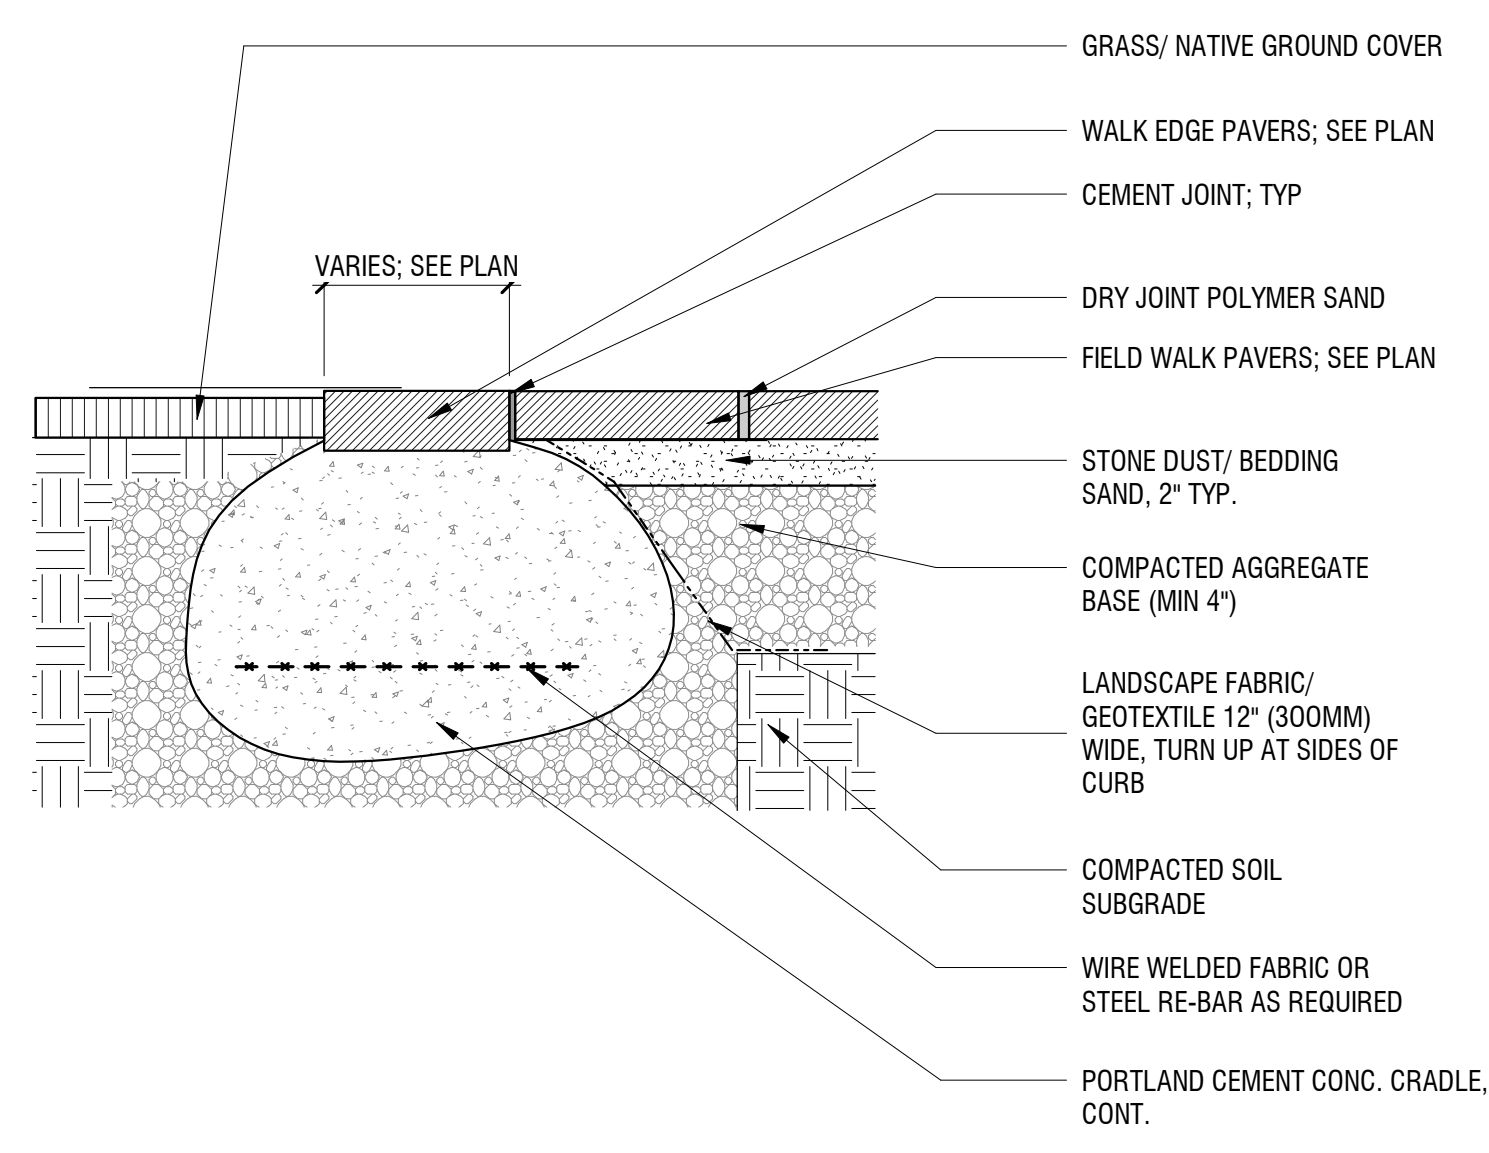 GRASS/ NATIVE GROUND COVER
WALK EDGE PAVERS; SEE PLAN
CEMENT JOINT; TYP
VARIES; SEE PLAN
DRY JOINT POLYMER SAND
FIELD WALK PAVERS; SEE PLAN
STONE DUST/ BEDDING
SAND, 2" TYP.
COMPACTED AGGREGATE
BASE (MIN 4")
LANDSCAPE FABRIC/
GEOTEXTILE 12" (300MM)
WIDE, TURN UP AT SIDES OF
CURB
COMPACTED SOIL
SUBGRADE
WIRE WELDED FABRIC OR
STEEL RE-BAR AS REQUIRED
PORTLAND CEMENT CONC. CRADLE,
CONT.